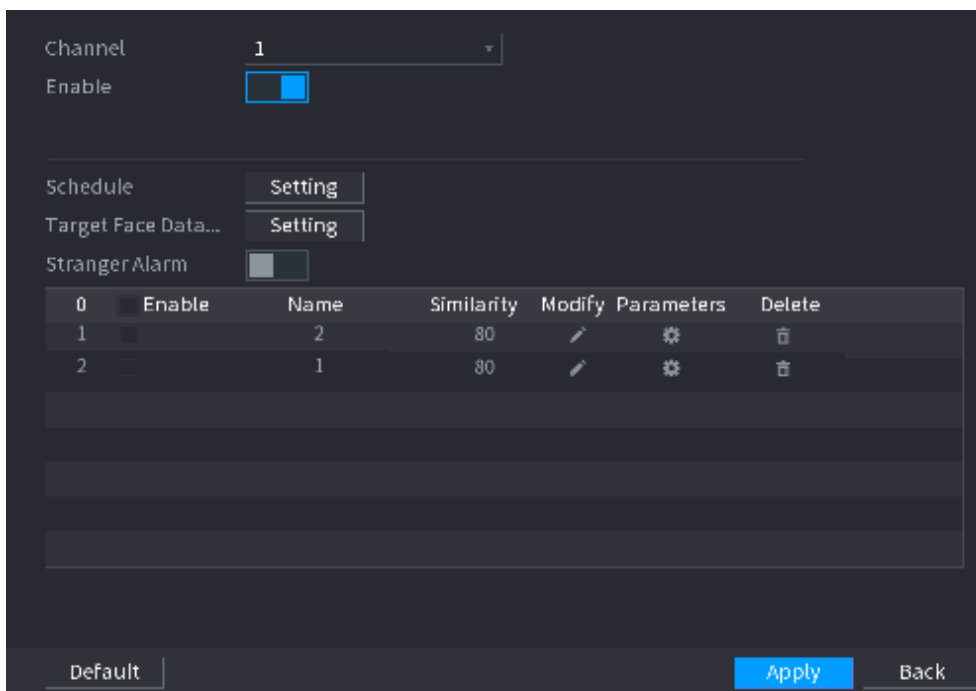 Channel 1
Enable
Schedule Setting
Target Face Data... Setting
Stranger Alarm
0 Enable Name Similarity Modify Parameters Delete
1 2 80
2 1 80
Default Apply Back